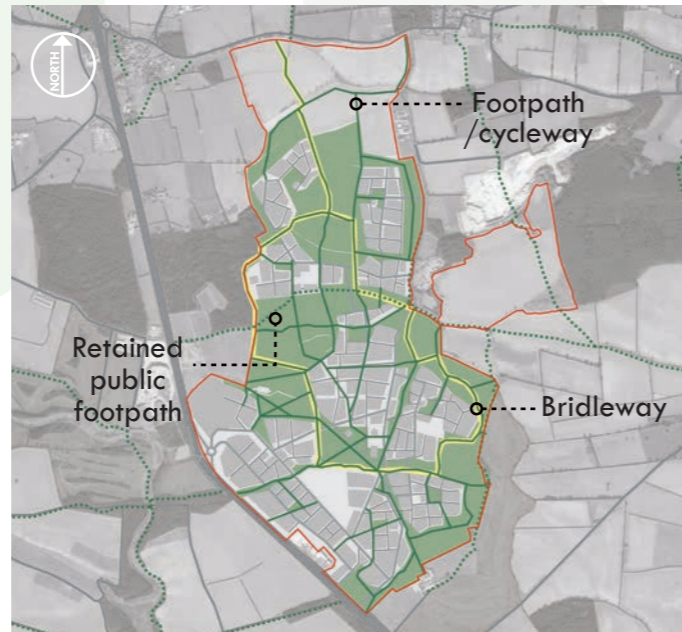 NORTH
Footpath
/cycleway
Retained
public
footpath
Bridleway